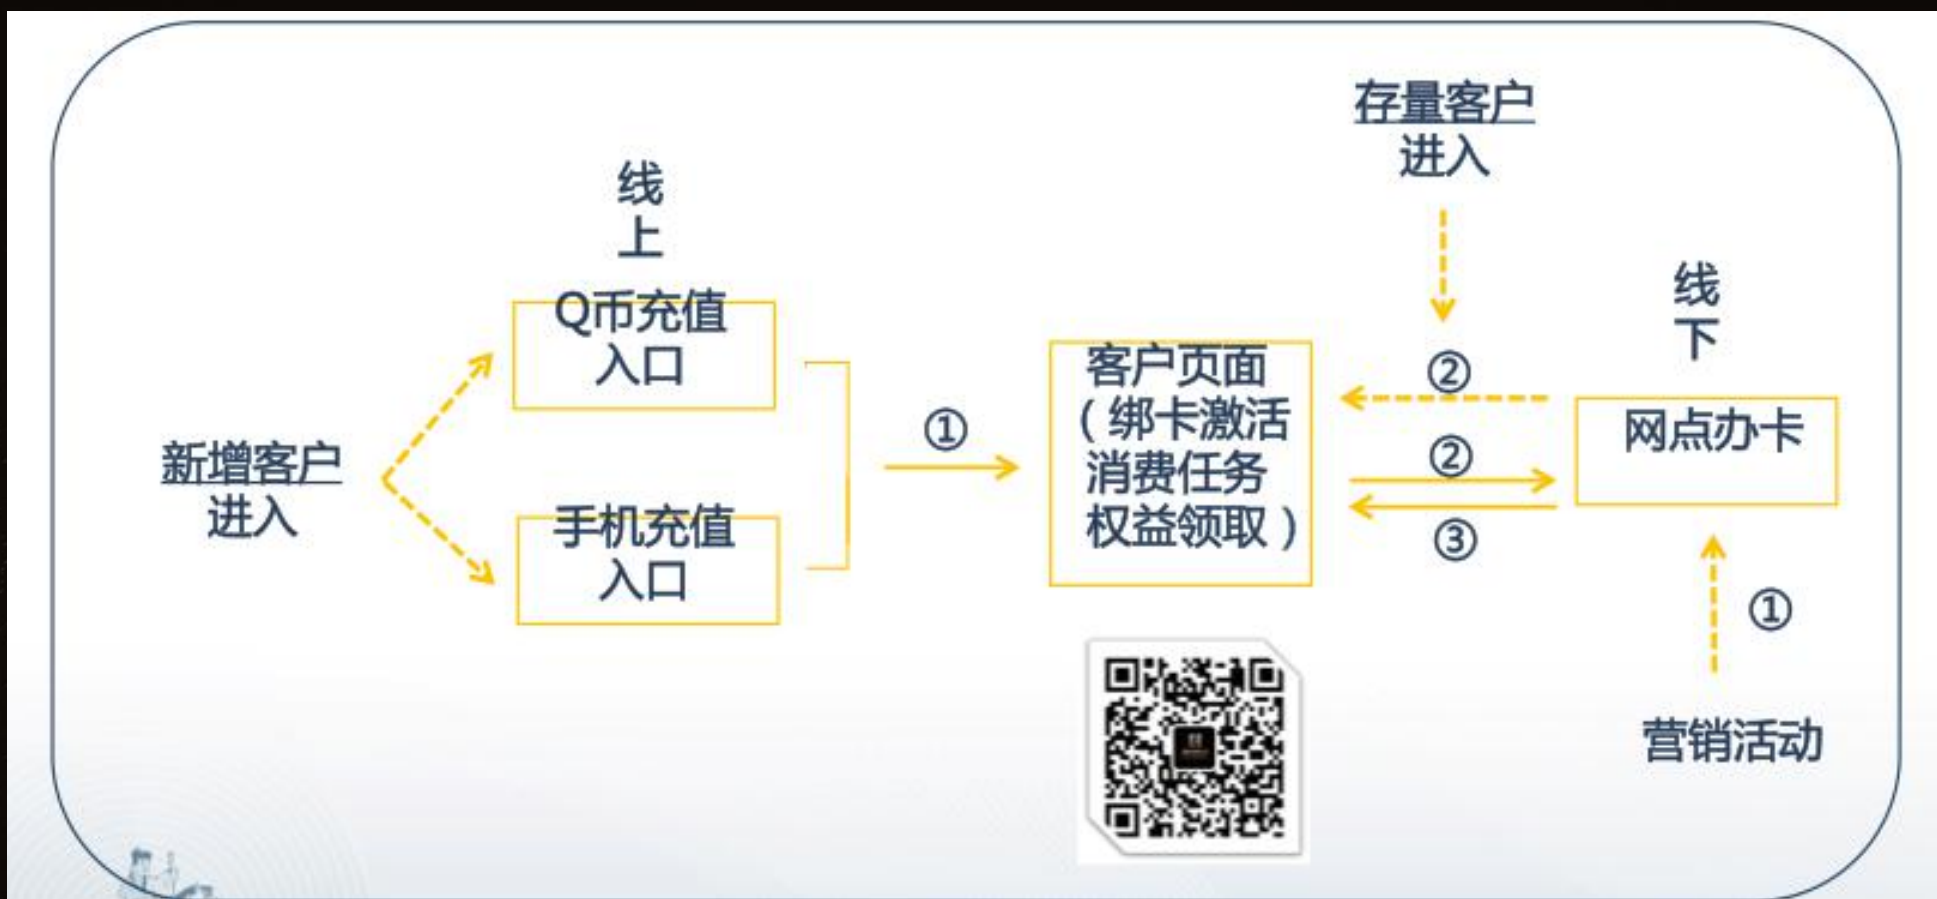 存量客户
进入
线
上
线
下
Q币充值
入口
新增客户
进入
手机充值
入口
①
客户页面
（绑卡激活
消费任务
权益领取）
②
②
③
网点办卡
①
营销活动